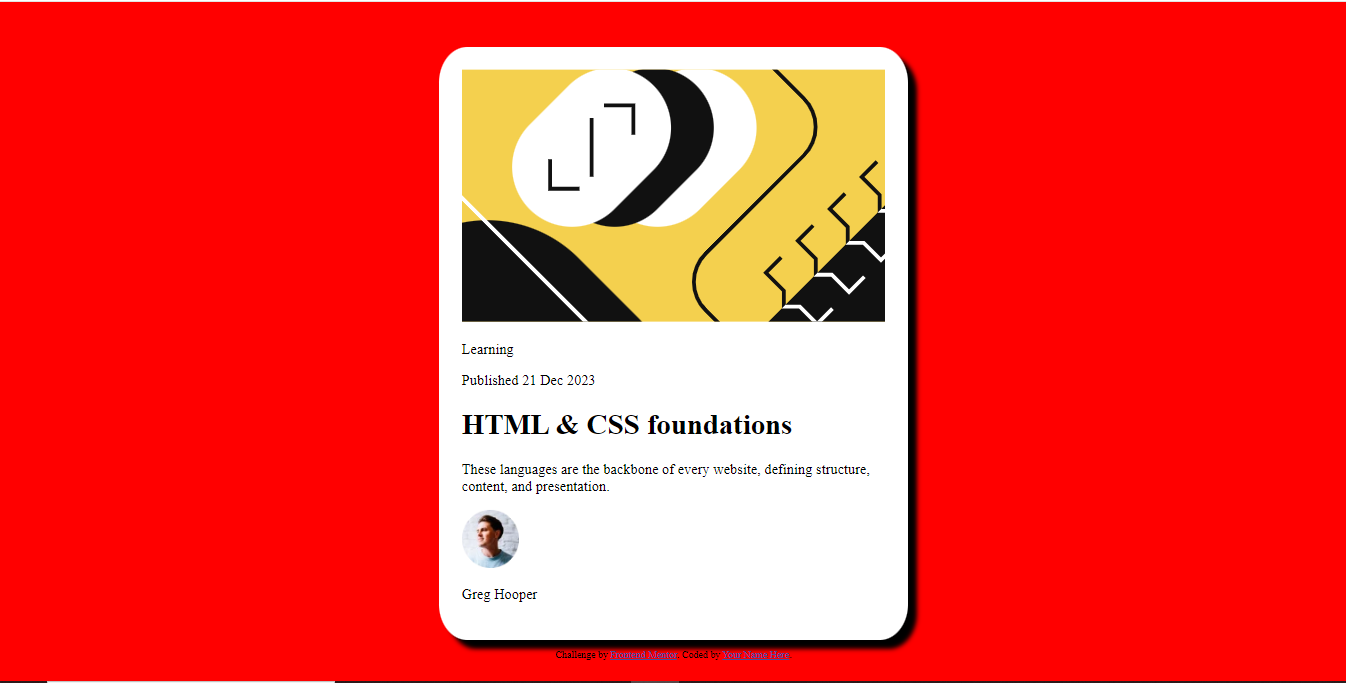 Learning
Published 21 Dec 2023
HTML & CSS foundations
These languages are the backbone of every website, defining structure,
content, and presentation.
Greg Hooper
Challenge by Frontend Mentor. Coded by Your Name Here.